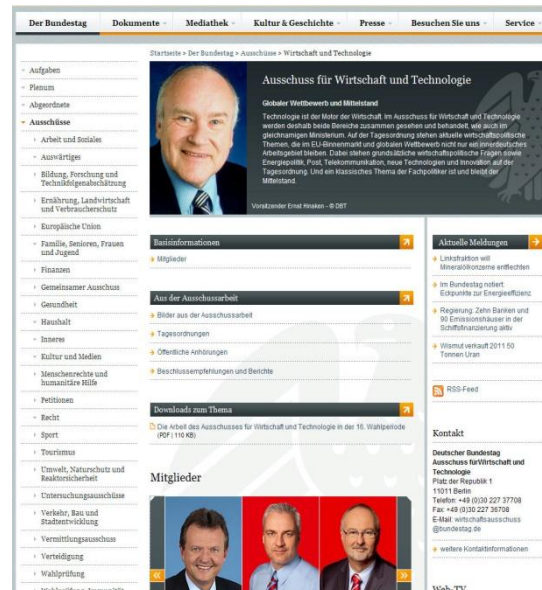 Der Bundestag
Dokumente
Mediathek
Kultur & Geschichte
Presse
Besuchen Sie uns
Service
Startseite > Der Bundestag > Ausschüsse > Wirtschaft und Technologie
Aufgaben
Plenum
Abgeordnete
Ausschüsse
Arbeit und Soziales
Auswärtiges
Bildung, Forschung und
Technikfolgenabschätzung
Ernährung, Landwirtschaft
und Verbraucherschutz
Europäische Union
Familie, Senioren, Frauen
und Jugend
Finanzen
Gemeinsamer Ausschuss
Gesundheit
Haushalt
Inneres
Kultur und Medien
Menschenrechte und
humanitäre Hilfe
Petitionen
Recht
Sport
Tourismus
Umwelt, Naturschutz und
Reaktorsicherheit
Untersuchungsausschüsse
Verkehr, Bau und
Stadtentwicklung
Vermittlungsausschuss
Verteidigung
Wahlprüfung
Ausschuss für Wirtschaft und Technologie
Globaler Wettbewerb und Mittelstand
Technologie ist der Motor der Wirtschaft. Im Ausschuss für Wirtschaft und Technologie
werden deshalb beide Bereiche zusammen gesehen und behandelt, wie auch im
gleichnamigen Ministerium. Auf der Tagesordnung stehen aktuelle wirtschaftspolitische
Themen, die im EU-Binnenmarkt und globalen Wettbewerb nicht nur ein innerdeutsches
Arbeitsgebiet bleiben. Dabei stehen grundsätzliche wirtschaftspolitische Fragen sowie
Energiepolitik, Post, Telekommunikation, neue Technologien und Innovation auf der
Tagesordnung. Und ein klassisches Thema der Fachpolitiker ist und bleibt der
Mittelstand.
Vorsitzender Ernst Hinsken - © DBT
Basisinformationen
Mitglieder
Aus der Ausschussarbeit
Bilder aus der Ausschussarbeit
Tagesordnungen
Öffentliche Anhörungen
Beschlussempfehlungen und Berichte
Downloads zum Thema
Die Arbeit des Ausschusses für Wirtschaft und Technologie in der 16. Wahlperiode
(PDF | 110 KB)
Mitglieder
Aktuelle Meldungen
Linksfraktion will
Mineralölkonzerne entflechten
Im Bundestag notiert:
Eckpunkte zur Energieeffizienz
Regierung: Zehn Banken und
90 Emissionshäuser in der
Schiffsfinanzierung aktiv
Wismut verkauft 2011 50
Tonnen Uran
RSS-Feed
Kontakt
Deutscher Bundestag
Ausschuss fürWirtschaft und
Technologie
Platz der Republik 1
11011 Berlin
Telefon: +49 (0)30 227 37708
Fax: +49 (0)30 227 36708
E-Mail: wirtschaftsausschuss
@bundestag.de
weitere Kontaktinformationen
Web-TV